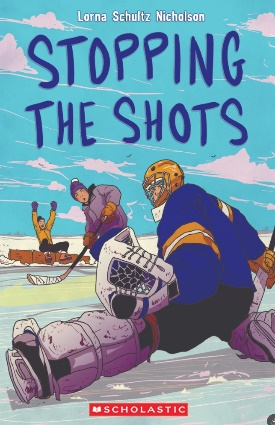 Lorna Schultz Nicholson
STOPPING
THE SHOTS
SCHOLASTIC